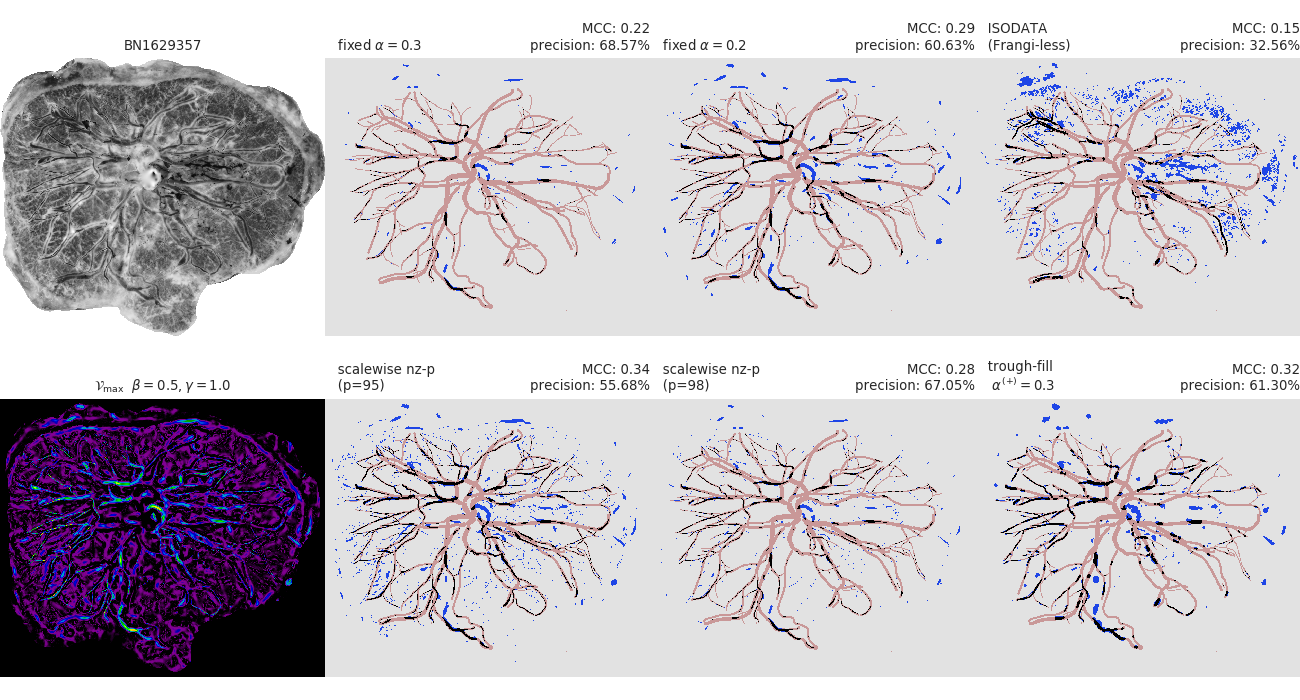 BN1629357
fixed α = 0.3
MCC: 0.22
precision: 68.57%
fixed α = 0.2
MCC: 0.29
precision: 60.63%
ISODATA
(Frangi-less)
MCC: 0.15
precision: 32.56%
𝒱max β = 0.5, γ = 1.0
scalewise nz-p
(p=95)
MCC: 0.34
precision: 55.68%
scalewise nz-p
(p=98)
MCC: 0.28
precision: 67.05%
trough-fill
α(+) = 0.3
MCC: 0.32
precision: 61.30%